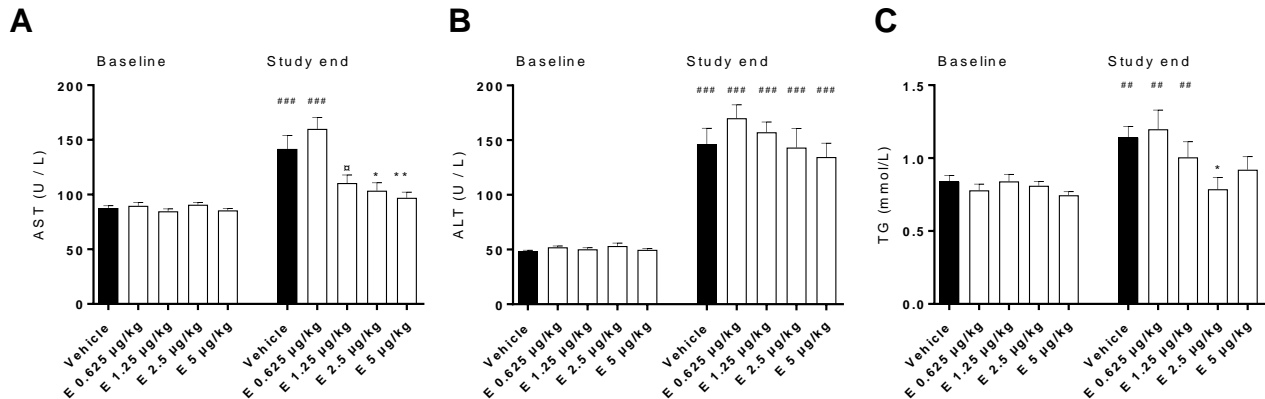 A
Baseline Study end
### ###
¤ * **
200
150
100
50
0
AST (U / L)
Vehicle
E 0.625 µg/kg
E 1.25 µg/kg
E 2.5 µg/kg
E 5 µg/kg
Vehicle
E 0.625 µg/kg
E 1.25 µg/kg
E 2.5 µg/kg
E 5 µg/kg
B
Baseline Study end
### ### ### ### ###
200
150
100
50
0
ALT (U / L)
Vehicle
E 0.625 µg/kg
E 1.25 µg/kg
E 2.5 µg/kg
E 5 µg/kg
Vehicle
E 0.625 µg/kg
E 1.25 µg/kg
E 2.5 µg/kg
E 5 µg/kg
C
Baseline Study end
## ## ##
*
1.5
1.0
0.5
0.0
TG (mmol/L)
Vehicle
E 0.625 µg/kg
E 1.25 µg/kg
E 2.5 µg/kg
E 5 µg/kg
Vehicle
E 0.625 µg/kg
E 1.25 µg/kg
E 2.5 µg/kg
E 5 µg/kg